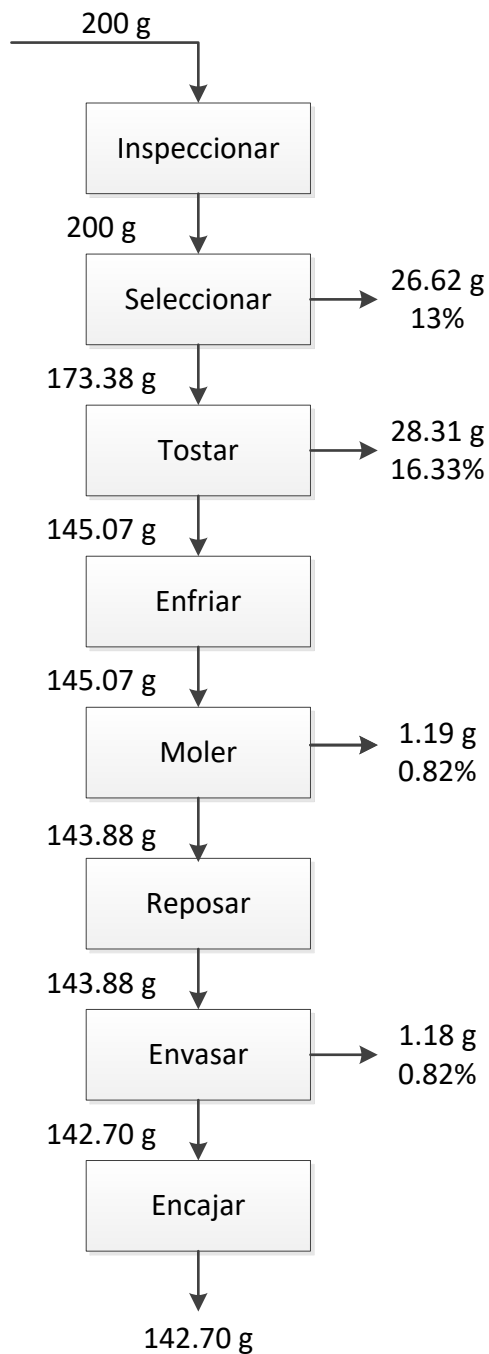 200 g
Inspeccionar
200 g
Seleccionar
26.62 g
13%
173.38 g
Tostar
28.31 g
16.33%
145.07 g
Enfriar
145.07 g
Moler
1.19 g
0.82%
143.88 g
Reposar
143.88 g
Envasar
1.18 g
0.82%
142.70 g
Encajar
142.70 g